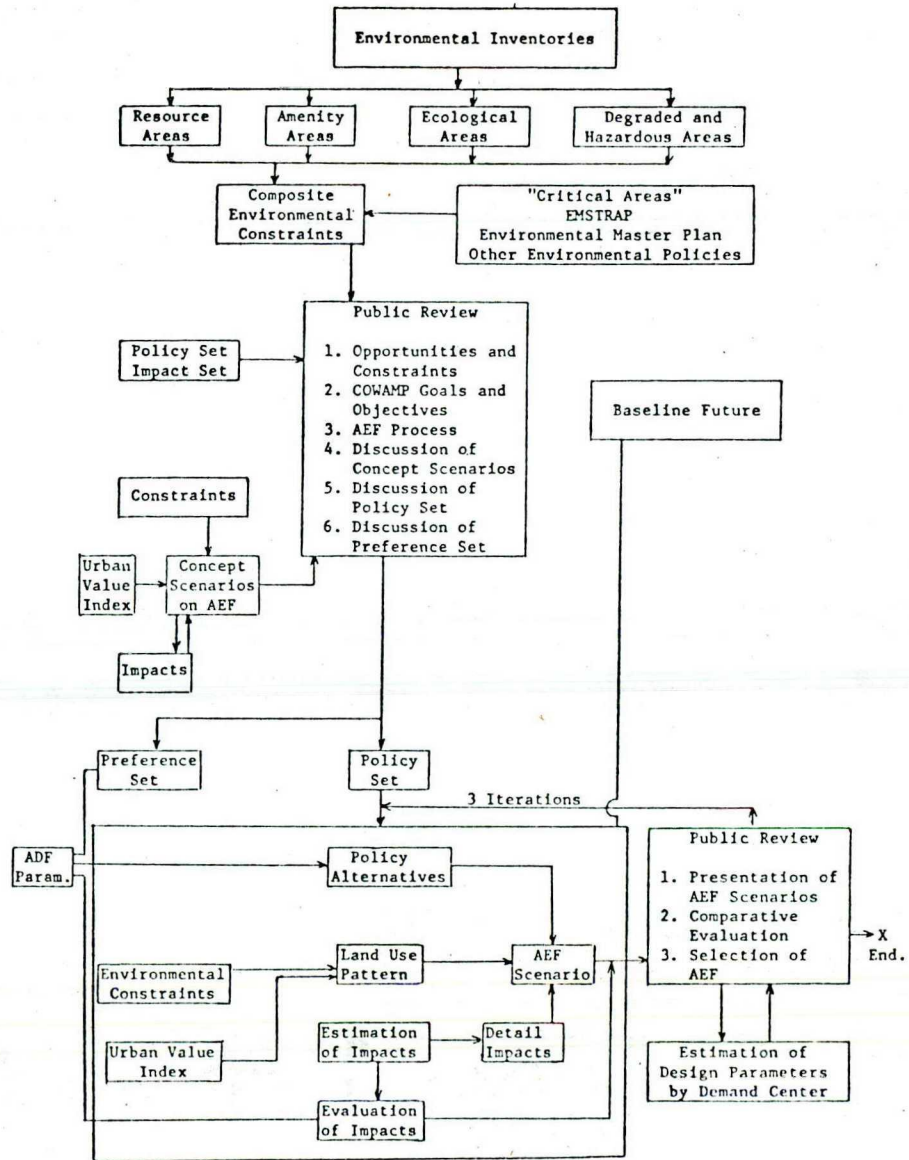 Environmental Inventories
Resource
Areas
Amenity
Areas
Ecological
Areas
Degraded and
Hazardous Areas
Composite
Environmental
Constraints
"Critical Areas"
EMSTRAP
Environmental Master Plan
Other Environmental Policies
Policy Set
Impact Set
Public Review
1. Opportunities and
Constraints
2. COWAMP Goals and
Objectives
3. AEF Process
4. Discussion of
Concept Scenarios
5. Discussion of
Policy Set
6. Discussion of
Preference Set
Baseline Future
Constraints
Urban
Value
Index
Concept
Scenarios
on AEF
Impacts
Preference
Set
Policy
Set
3 Iterations
ADF
Param.
Policy
Alternatives
Environmental
Constraints
Land Use
Pattern
AEF
Scenario
Urban Value
Index
Estimation
of Impacts
Detail
Impacts
Evaluation
of Impacts
Public Review
1. Presentation of
AEF Scenarios
2. Comparative
Evaluation
3. Selection of
AEF
X
End.
Estimation of
Design Parameters
by Demand Center